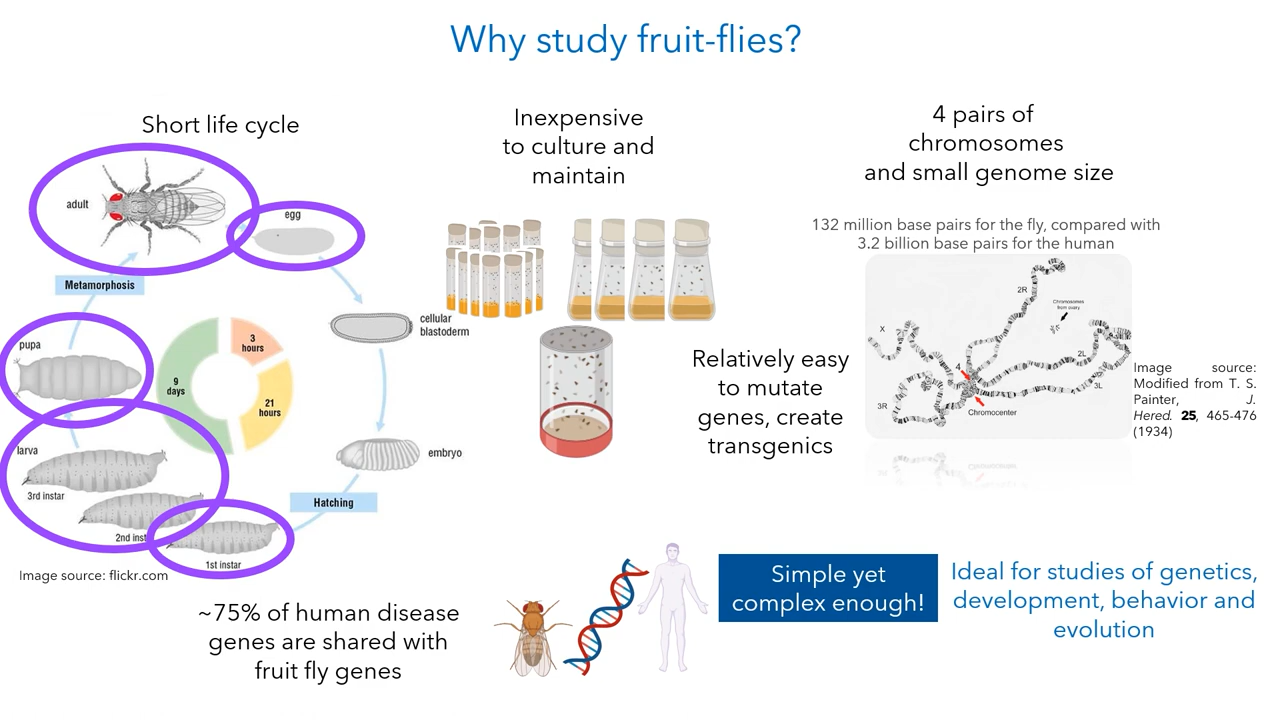 Why study fruit-flies?
Short life cycle
adult
egg
Metamorphosis
cellular
blastoderm
pupa
3
hours
9
days
21
hours
larva
embryo
3rd instar
Hatching
2nd inst
1st instar
Image source: flickr.com
Inexpensive
to culture and
maintain
4 pairs of
chromosomes
and small genome size
132 million base pairs for the fly, compared with
3.2 billion base pairs for the human
2R
Chromosomes
from ovary
X
2L
4
3L
3R
Chromocenter
Image source:
Modified from T. S.
Painter, J.
Hered. 25, 465-476
(1934)
Relatively easy
to mutate
genes, create
transgenics
~75% of human disease
genes are shared with
fruit fly genes
Simple yet
complex enough!
Ideal for studies of genetics,
development, behavior and
evolution